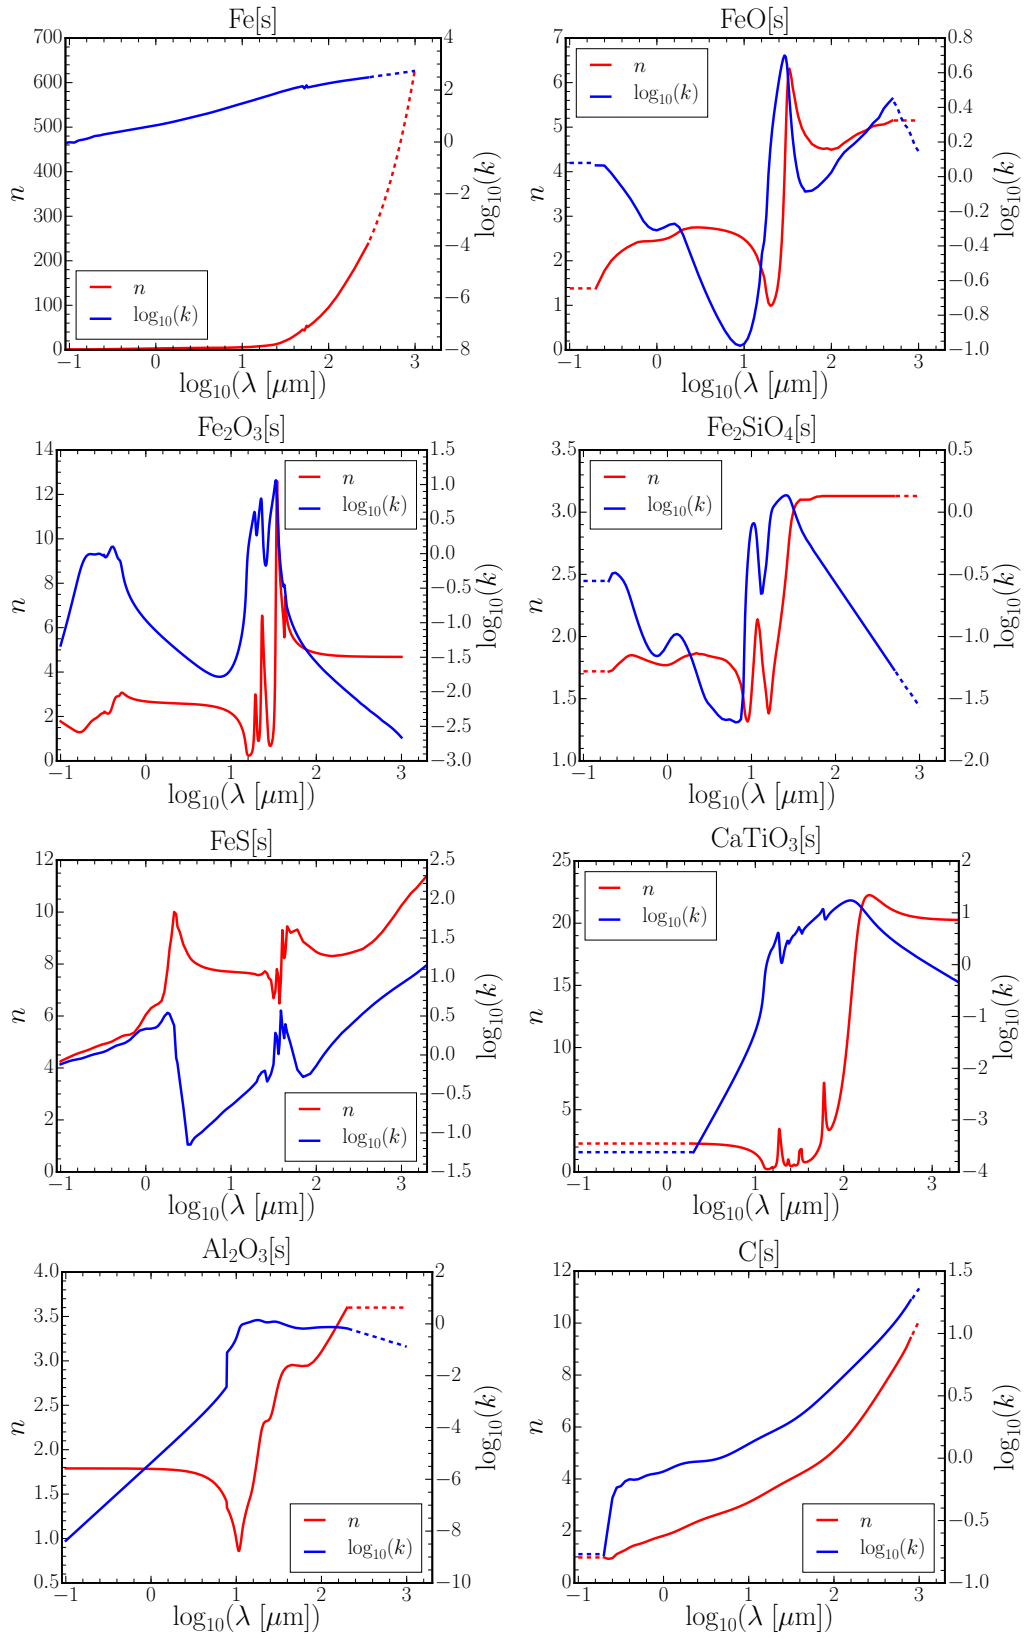 Fe[s]
700
600
500
400
300
200
100
0
n
4
2
0
−2
−4
−6
−8
log₁₀(k)
n
log₁₀(k)
−1 0 1 2 3
log₁₀(λ [μm])
FeO[s]
7
6
5
4
3
2
1
0
n
0.8
0.6
0.4
0.2
0.0
−0.2
−0.4
−0.6
−0.8
−1.0
log₁₀(k)
n
log₁₀(k)
−1 0 1 2 3
log₁₀(λ [μm])
Fe₂O₃[s]
14
12
10
8
6
4
2
0
n
1.5
1.0
0.5
0.0
−0.5
−1.0
−1.5
−2.0
−2.5
−3.0
log₁₀(k)
n
log₁₀(k)
−1 0 1 2 3
log₁₀(λ [μm])
Fe₂SiO₄[s]
3.5
3.0
2.5
2.0
1.5
1.0
n
0.5
0.0
−0.5
−1.0
−1.5
−2.0
log₁₀(k)
n
log₁₀(k)
−1 0 1 2 3
log₁₀(λ [μm])
FeS[s]
12
10
8
6
4
2
0
n
2.5
2.0
1.5
1.0
0.5
0.0
−0.5
−1.0
−1.5
log₁₀(k)
n
log₁₀(k)
−1 0 1 2 3
log₁₀(λ [μm])
CaTiO₃[s]
25
20
15
10
5
0
n
2
1
0
−1
−2
−3
−4
log₁₀(k)
n
log₁₀(k)
−1 0 1 2 3
log₁₀(λ [μm])
Al₂O₃[s]
4.0
3.5
3.0
2.5
2.0
1.5
1.0
0.5
n
2
0
−2
−4
−6
−8
−10
log₁₀(k)
n
log₁₀(k)
−1 0 1 2 3
log₁₀(λ [μm])
C[s]
12
10
8
6
4
2
0
n
1.5
1.0
0.5
0.0
−0.5
−1.0
log₁₀(k)
n
log₁₀(k)
−1 0 1 2 3
log₁₀(λ [μm])